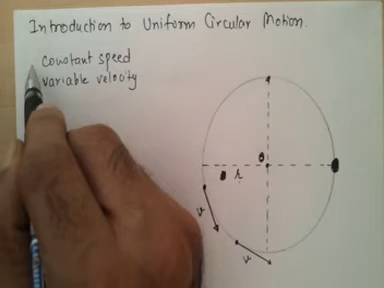 Introduction to Uniform Circular Motion.
Constant speed
variable velocity
θ
r
v
v